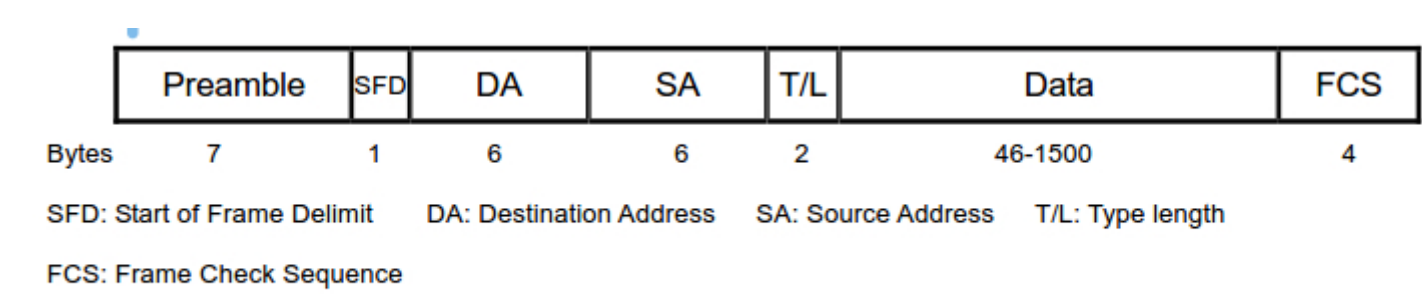 Preamble SFD DA SA T/L Data FCS
Bytes 7 1 6 6 2 46-1500 4
SFD: Start of Frame Delimit DA: Destination Address SA: Source Address T/L: Type length
FCS: Frame Check Sequence